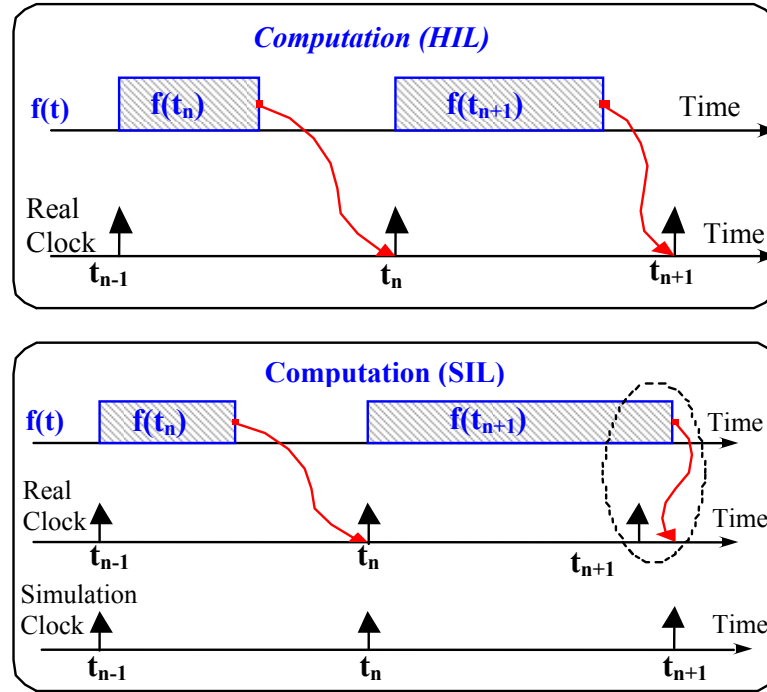 Computation (HIL)
f(t)
f(tn)
f(tn+1)
Time
Real
Clock
Time
tn-1
tn
tn+1
Computation (SIL)
f(t)
f(tn)
f(tn+1)
Time
Real
Clock
Time
tn-1
tn
tn+1
Simulation
Clock
Time
tn-1
tn
tn+1